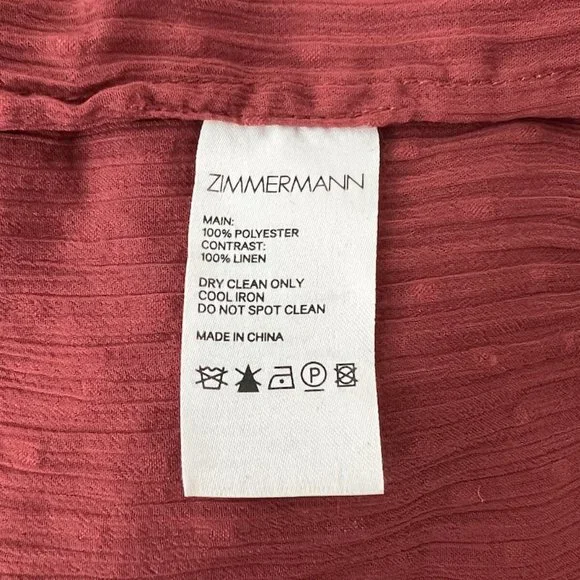 ZIMMERMANN
MAIN:
100% POLYESTER
CONTRAST:
100% LINEN
DRY CLEAN ONLY
COOL IRON
DO NOT SPOT CLEAN
MADE IN CHINA
P